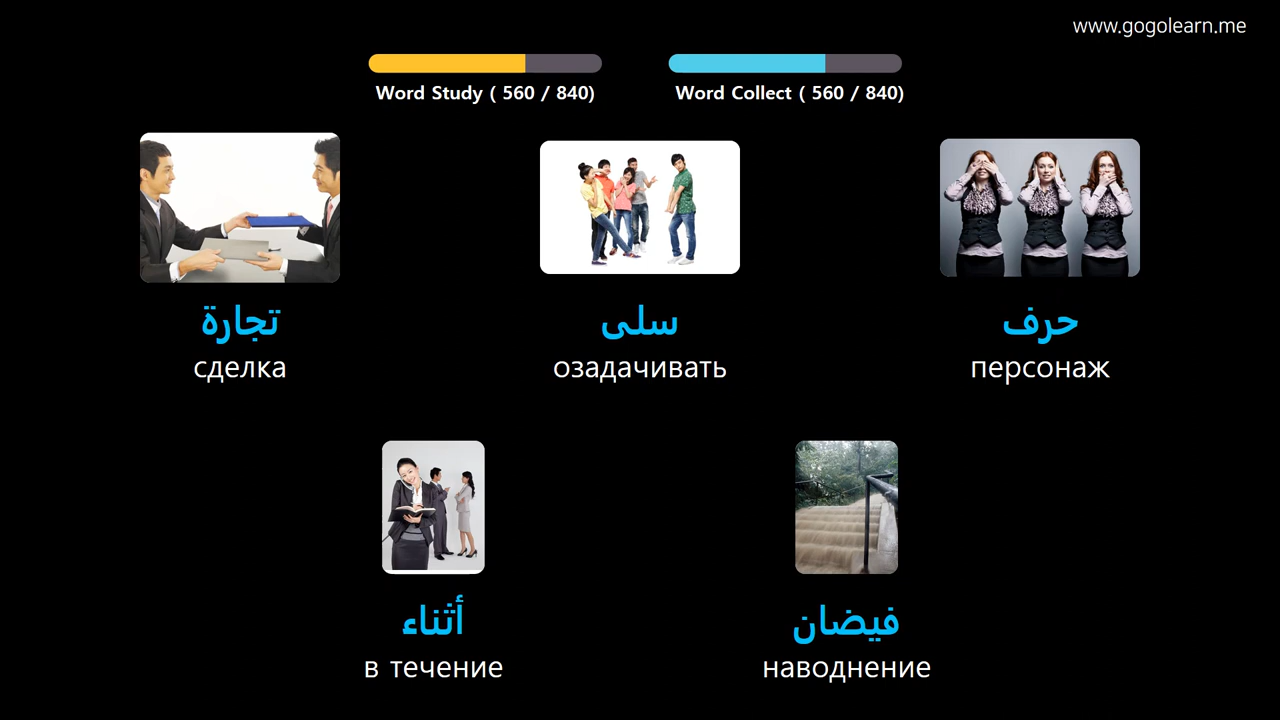 www.gogolearn.me
Word Study ( 560 / 840)
Word Collect ( 560 / 840)
تجارة
сделка
سلى
озадачивать
حرف
персонаж
أثناء
в течение
فيضان
наводнение